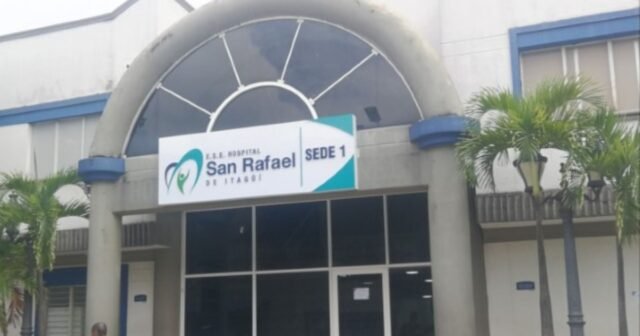 E.S.E. HOSPITAL
San Rafael
DE ITAGÜÍ
SEDE 1